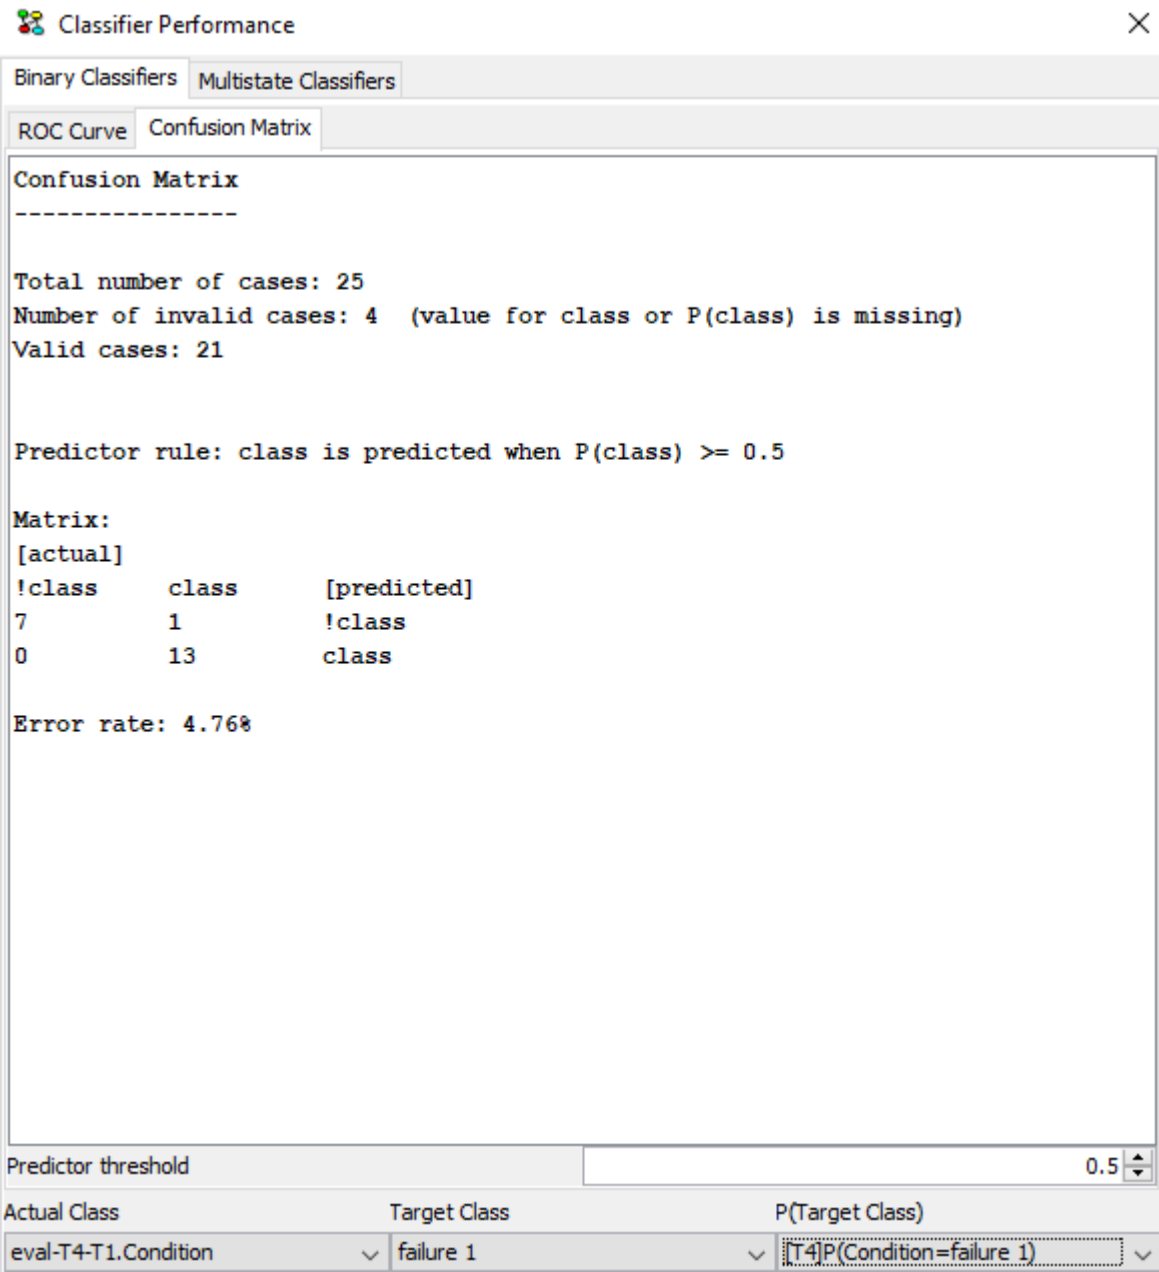 Classifier Performance
Binary Classifiers Multistate Classifiers
ROC Curve Confusion Matrix
Confusion Matrix
----------------
Total number of cases: 25
Number of invalid cases: 4 (value for class or P(class) is missing)
Valid cases: 21
Predictor rule: class is predicted when P(class) >= 0.5
Matrix:
[actual]
!class class [predicted]
7 1 !class
0 13 class
Error rate: 4.76%
Predictor threshold 0.5
Actual Class Target Class P(Target Class)
eval-T4-T1.Condition failure 1 [T4]P(Condition=failure 1)